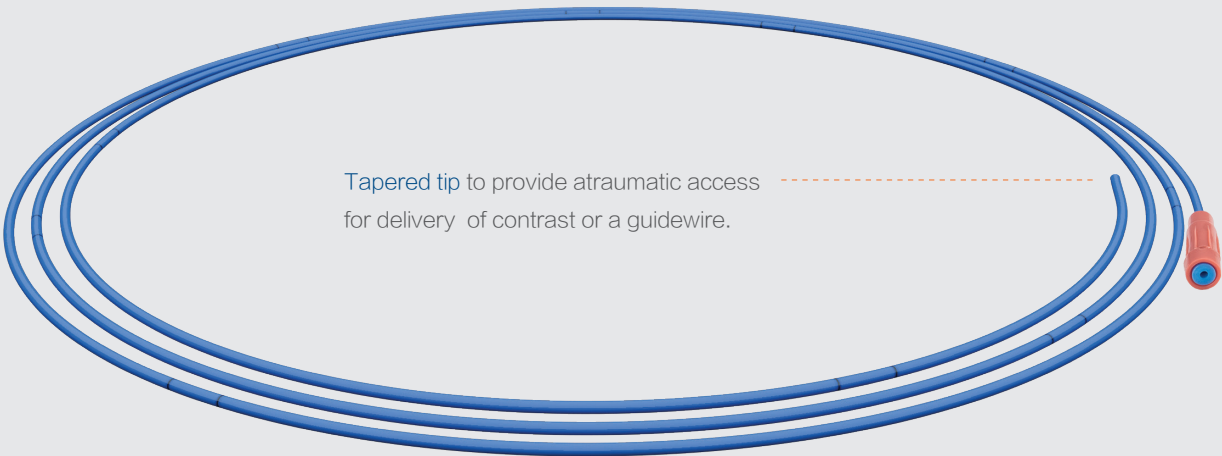 Tapered tip to provide atraumatic access
for delivery  of contrast or a guidewire.